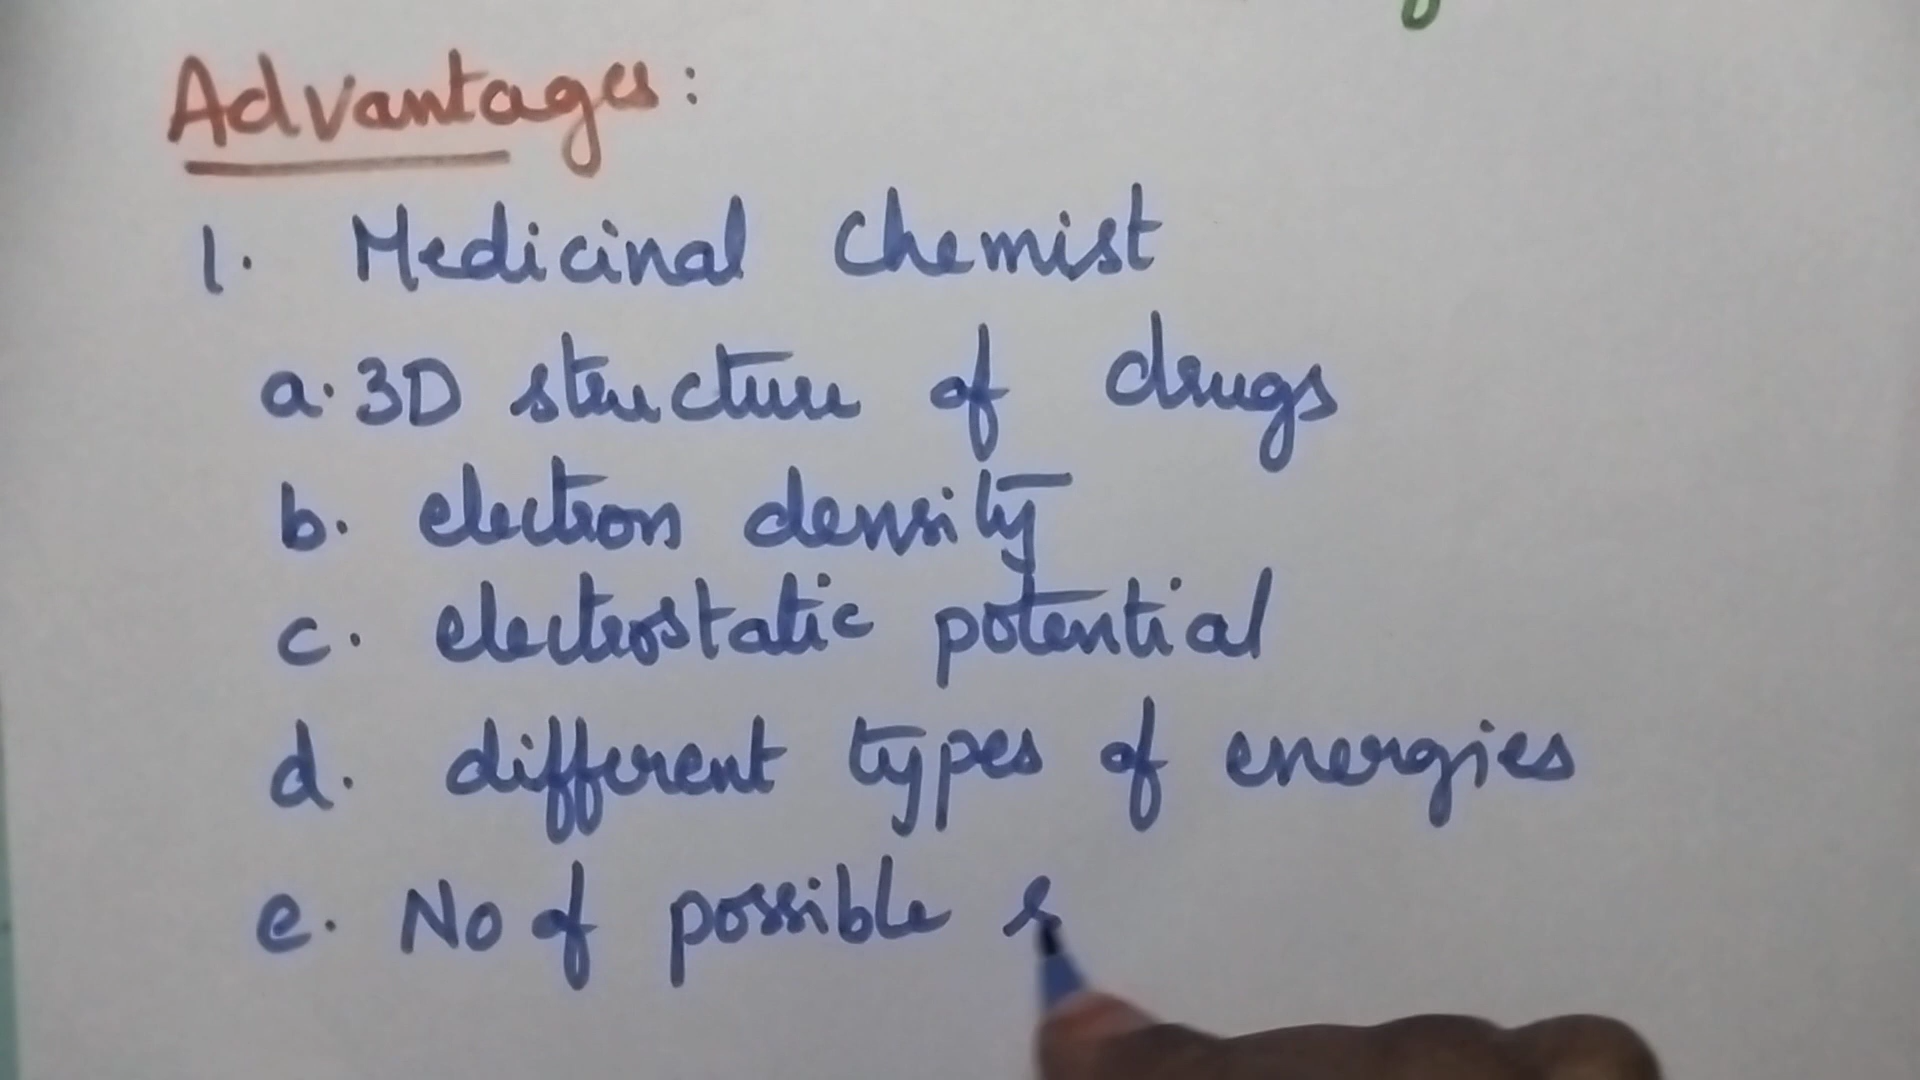 Advantages:
1. Medicinal Chemist
a. 3D structure of drugs
b. electron density
c. electrostatic potential
d. different types of energies
e. No of possible s